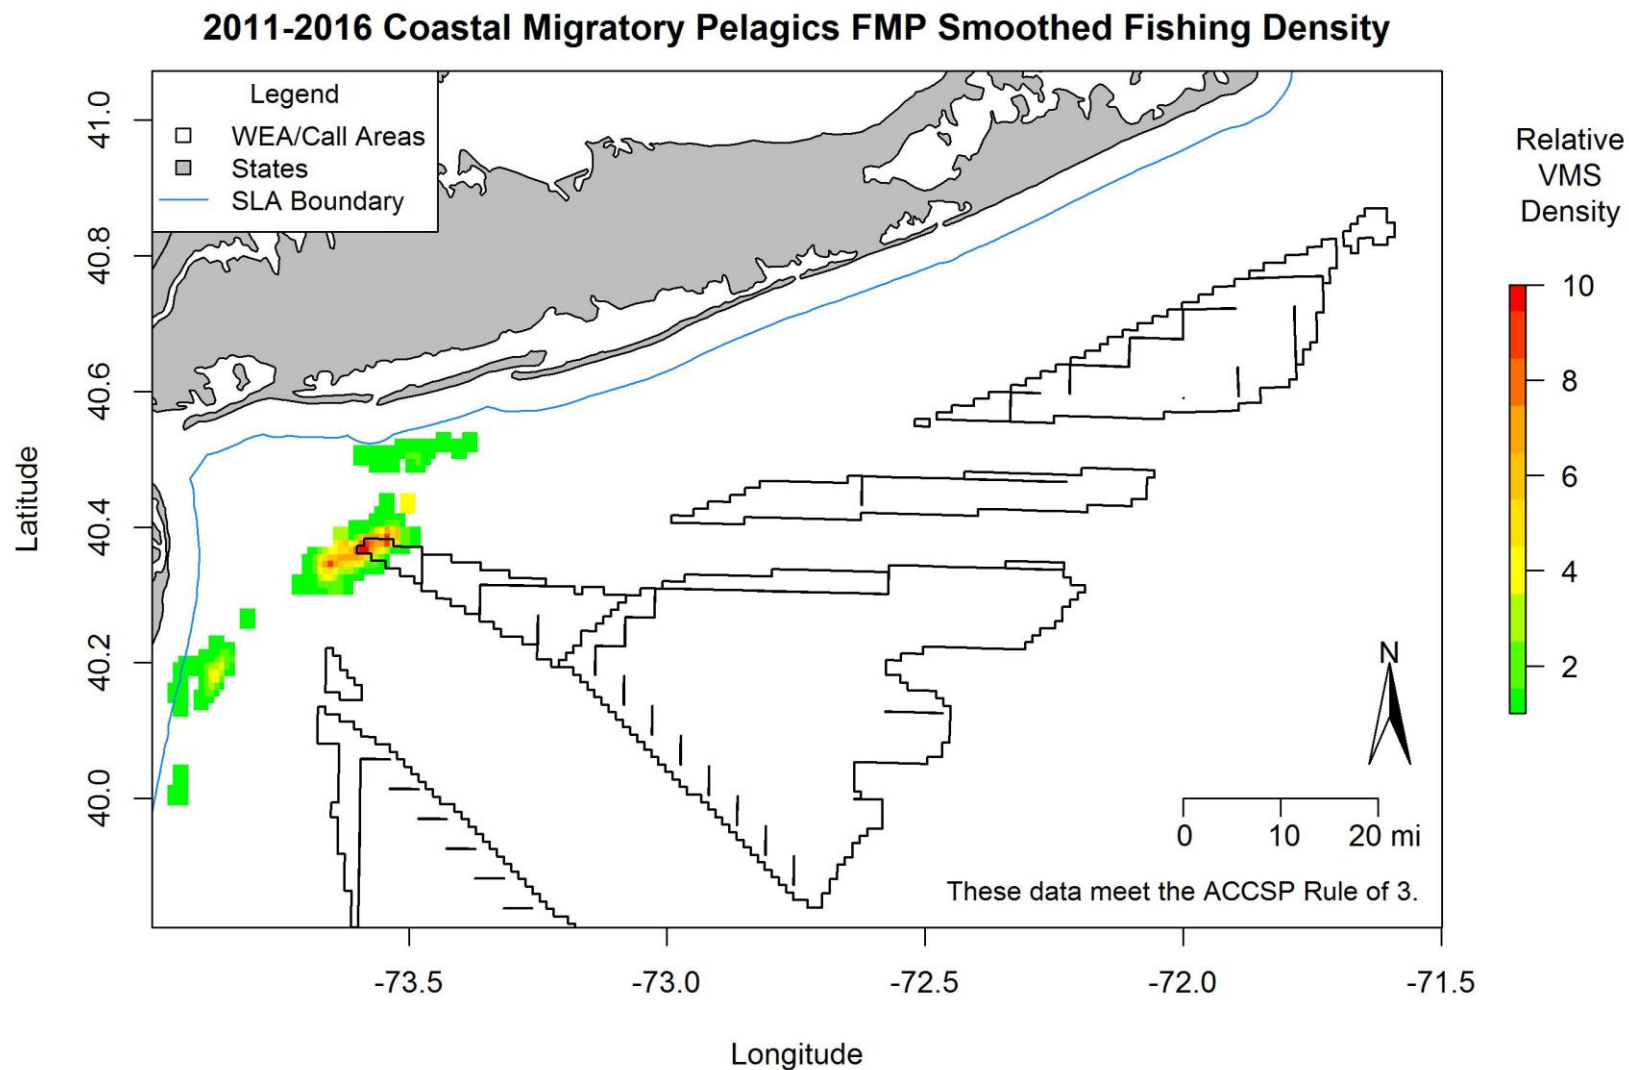 2011-2016 Coastal Migratory Pelagics FMP Smoothed Fishing Density
Legend
WEA/Call Areas
States
SLA Boundary
Relative
VMS
Density
10
8
6
4
2
Latitude
41.0
40.8
40.6
40.4
40.2
40.0
N
0 10 20 mi
These data meet the ACCSP Rule of 3.
-73.5 -73.0 -72.5 -72.0 -71.5
Longitude